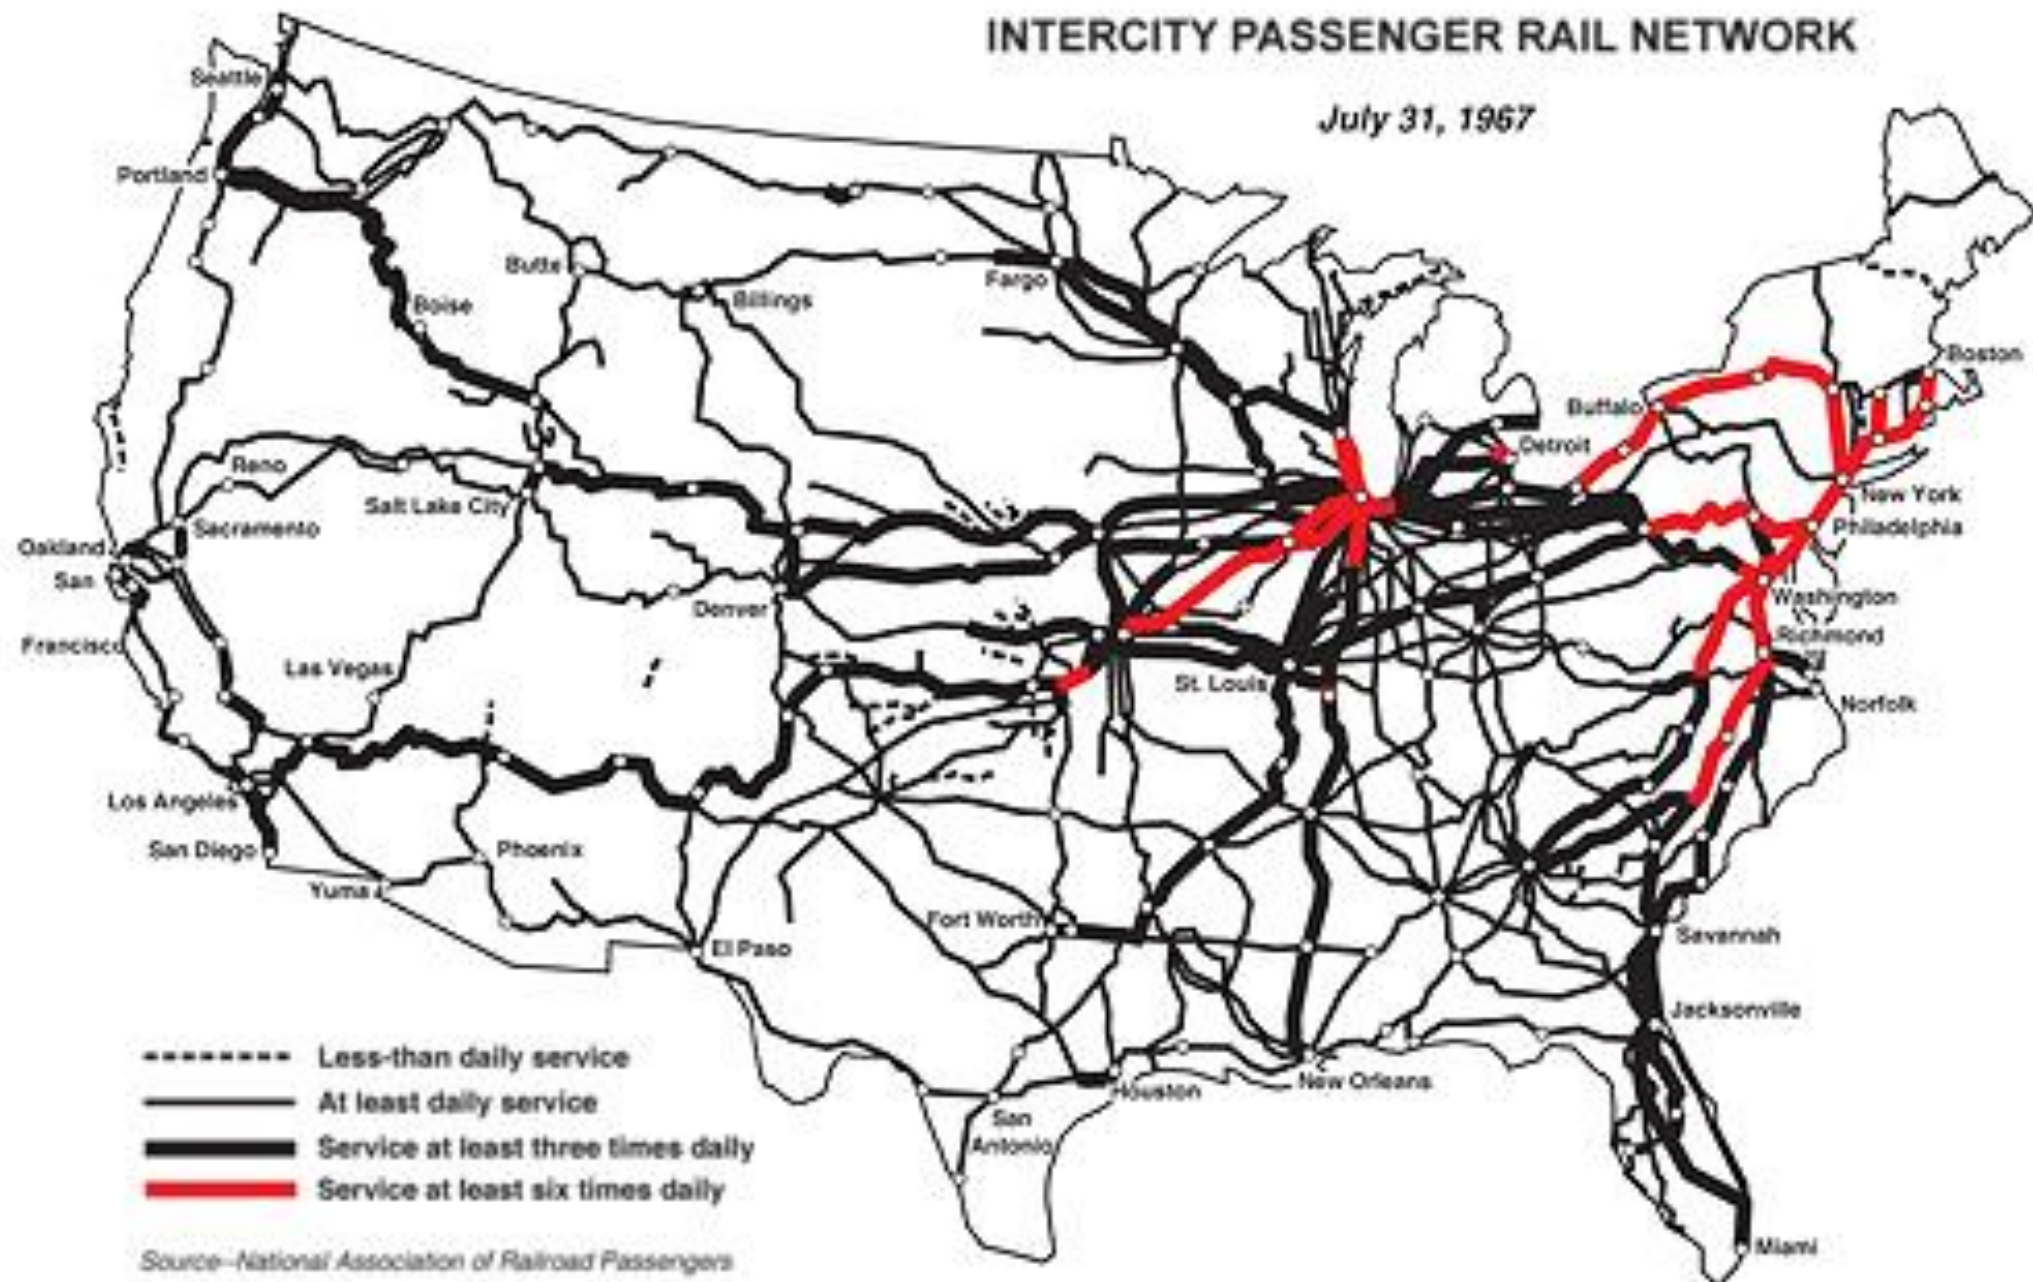 INTERCITY PASSENGER RAIL NETWORK
July 31, 1967
Seattle
Portland
Butte
Fargo
Boise
Billings
Boston
Buffalo
Detroit
Reno
Salt Lake City
New York
Sacramento
Philadelphia
Oakland
San
Francisco
Denver
Washington
Richmond
Las Vegas
St. Louis
Norfolk
Los Angeles
San Diego
Phoenix
Yuma
Fort Worth
El Paso
Savannah
Jacksonville
Houston
New Orleans
San
Antonio
Miami
Less-than daily service
At least daily service
Service at least three times daily
Service at least six times daily
Source–National Association of Railroad Passengers